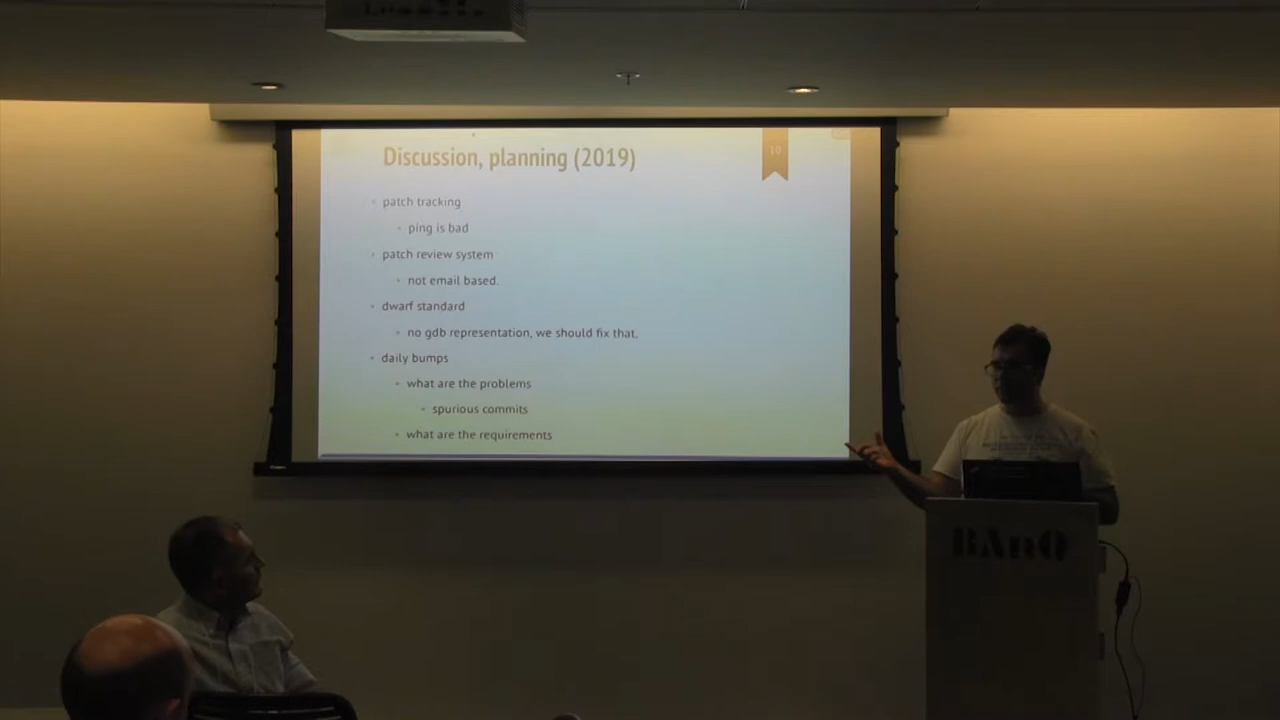 Discussion, planning (2019)
10
patch tracking
ping is bad
patch review system
not email based.
dwarf standard
no gdb representation, we should fix that.
daily bumps
what are the problems
spurious commits
what are the requirements
BAnQ